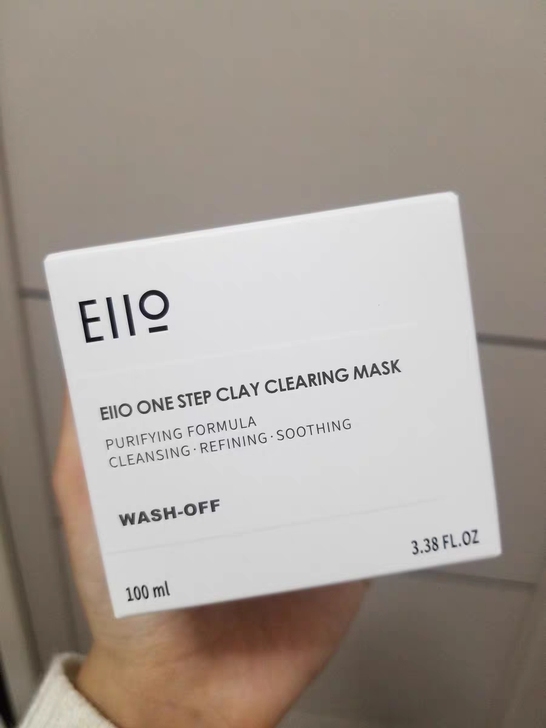 EIIO
EIIO ONE STEP CLAY CLEARING MASK
PURIFYING FORMULA
CLEANSING·REFINING·SOOTHING
WASH-OFF
100 ml
3.38 FL.OZ